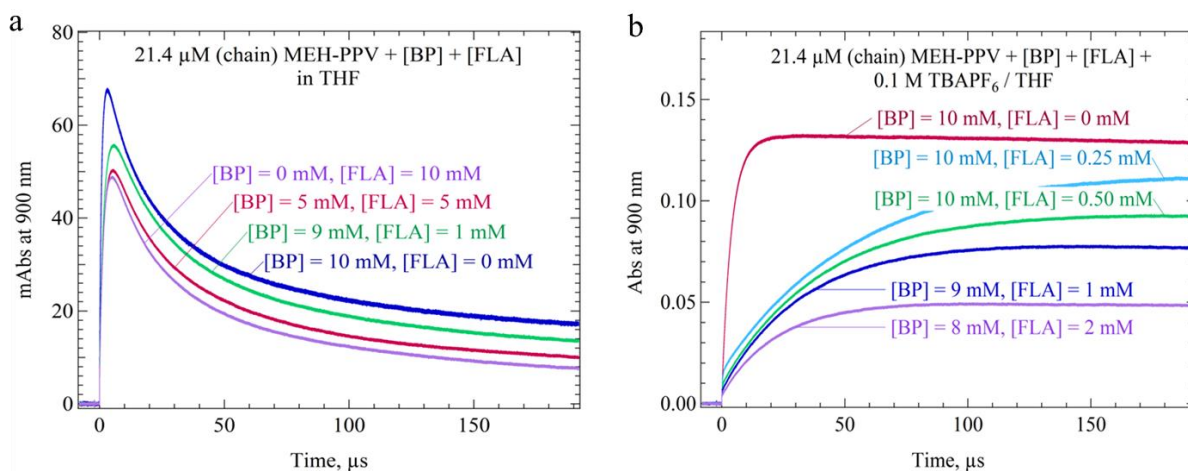 a
21.4 µM (chain) MEH-PPV + [BP] + [FLA]
in THF
[BP] = 0 mM, [FLA] = 10 mM
[BP] = 5 mM, [FLA] = 5 mM
[BP] = 9 mM, [FLA] = 1 mM
[BP] = 10 mM, [FLA] = 0 mM
mAbs at 900 nm
80
60
40
20
0
0
50
100
150
Time, µs
b
21.4 µM (chain) MEH-PPV + [BP] + [FLA] +
0.1 M TBAPF₆ / THF
[BP] = 10 mM, [FLA] = 0 mM
[BP] = 10 mM, [FLA] = 0.25 mM
[BP] = 10 mM, [FLA] = 0.50 mM
[BP] = 9 mM, [FLA] = 1 mM
[BP] = 8 mM, [FLA] = 2 mM
Abs at 900 nm
0.15
0.10
0.05
0.00
0
50
100
150
Time, µs